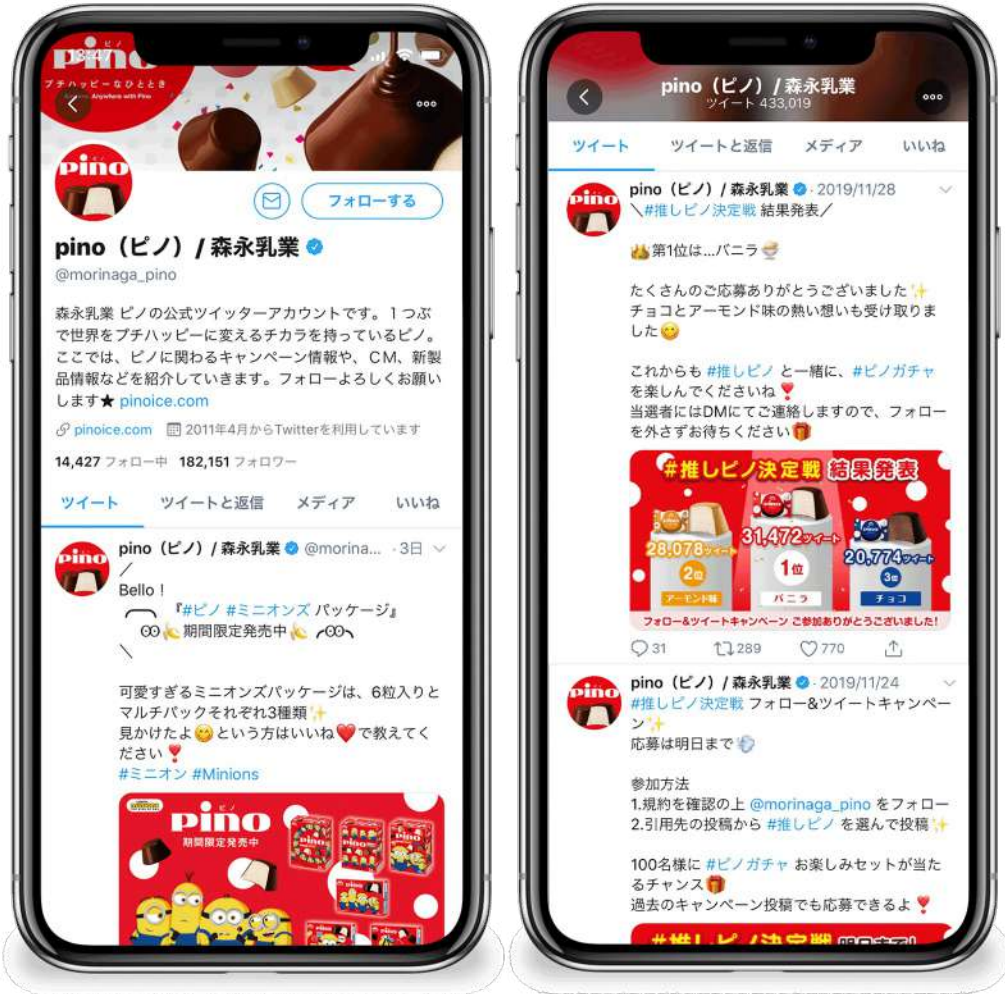 ピノ
pino
18:47
プチハッピーなひととき
Anywhere with Pino
ピノ
pino
フォローする
pino（ピノ）/ 森永乳業
@morinaga_pino
森永乳業 ピノの公式ツイッターアカウントです。１つぶ
で世界をプチハッピーに変えるチカラを持っているピノ。
ここでは、ピノに関わるキャンペーン情報や、ＣＭ、新製
品情報などを紹介していきます。フォローよろしくお願い
します★ pinoice.com
pinoice.com 2011年4月からTwitterを利用しています
14,427 フォロー中 182,151 フォロワー
ツイート ツイートと返信 メディア いいね
pino
pino（ピノ）/ 森永乳業 @morina... · 3日
／
Bello！
『#ピノ #ミニオンズ パッケージ』
期間限定発売中
＼
可愛すぎるミニオンズパッケージは、6粒入りと
マルチパックそれぞれ3種類✨
見かけたよ😋という方はいいね❤️で教えてく
ださい❣️
#ミニオン #Minions
ピノ
pino
期間限定発売中
pino（ピノ）/ 森永乳業
ツイート 433,019
ツイート ツイートと返信 メディア いいね
pino
pino（ピノ）/ 森永乳業 · 2019/11/28
＼#推しピノ決定戦 結果発表／
👑第1位は...バニラ🍨
たくさんのご応募ありがとうございました✨
チョコとアーモンド味の熱い想いも受け取りま
した😋
これからも #推しピノ と一緒に、#ピノガチャ
を楽しんでくださいね❣️
当選者にはDMにてご連絡しますので、フォロー
を外さずお待ちください🎁
#推しピノ決定戦 結果発表
31,472ツイート
28,078ツイート
20,774ツイート
1位
2位
3位
アーモンド味
バニラ
チョコ
フォロー&ツイートキャンペーン ご参加ありがとうございました!
31 289 770
pino
pino（ピノ）/ 森永乳業 · 2019/11/24
#推しピノ決定戦 フォロー&ツイートキャンペー
ン✨
応募は明日まで💨
参加方法
1.規約を確認の上 @morinaga_pino をフォロー
2.引用先の投稿から #推しピノ を選んで投稿✨
100名様に #ピノガチャ お楽しみセットが当た
るチャンス🎁
過去のキャンペーン投稿でも応募できるよ❣️
#推しピノ決定戦 明日まで!